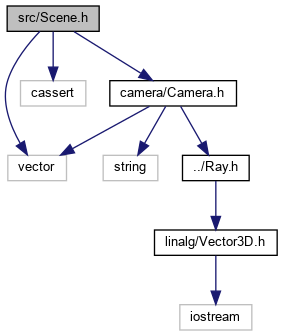 src/Scene.h
cassert
camera/Camera.h
vector
string
../Ray.h
linalg/Vector3D.h
iostream